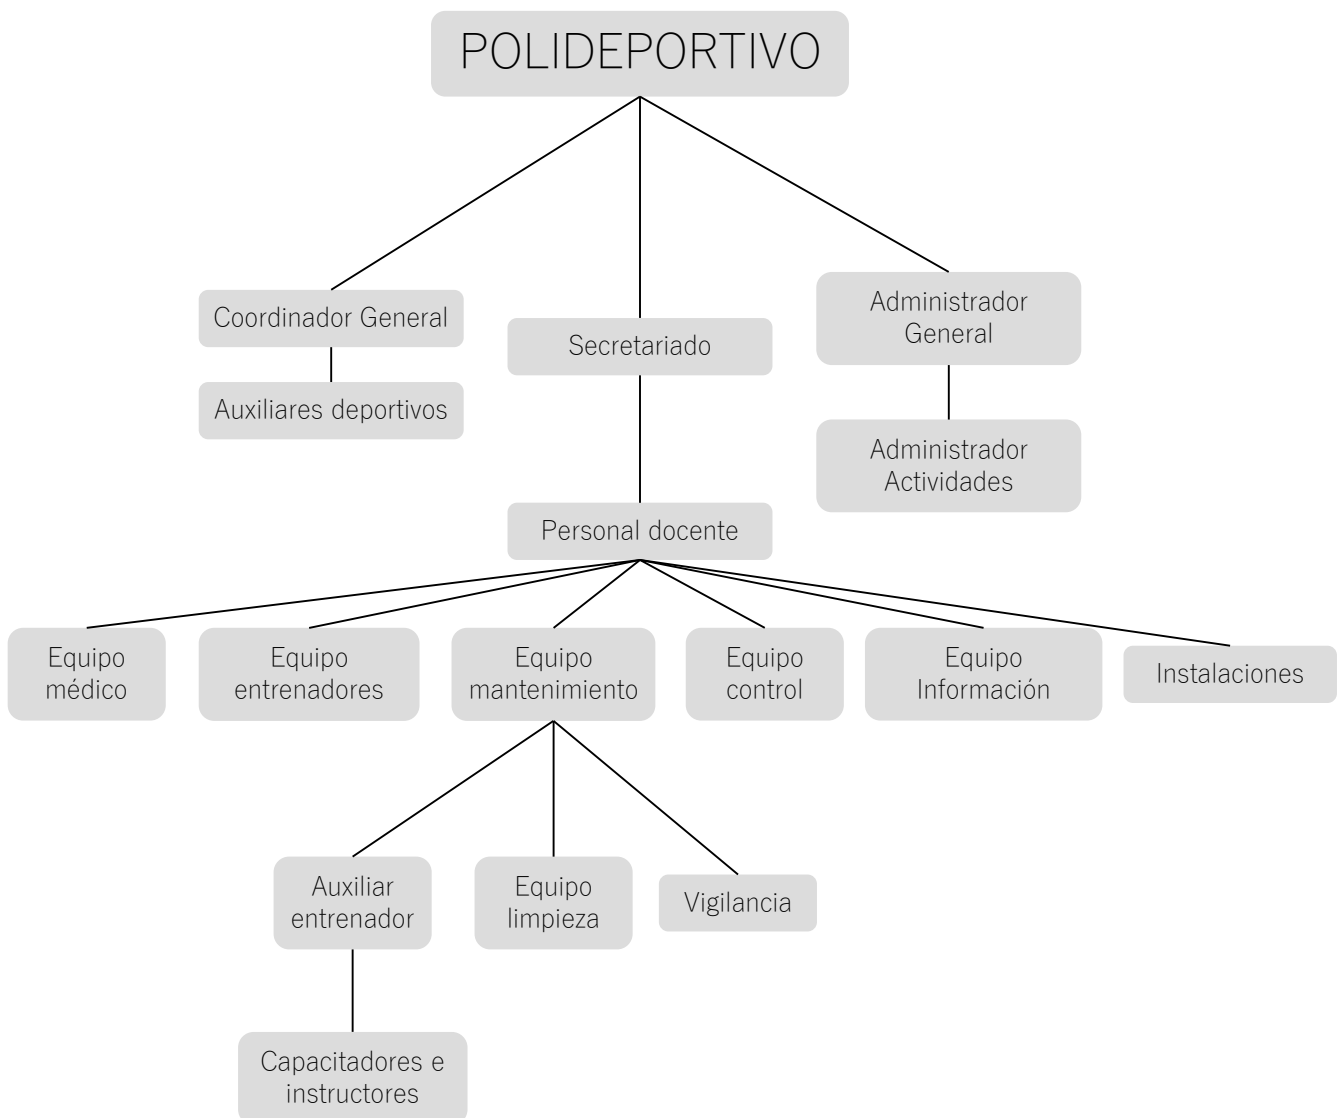 POLIDEPORTIVO
Coordinador General
Auxiliares deportivos
Secretariado
Administrador
General
Administrador
Actividades
Personal docente
Equipo
médico
Equipo
entrenadores
Equipo
mantenimiento
Equipo
control
Equipo
Información
Instalaciones
Auxiliar
entrenador
Equipo
limpieza
Vigilancia
Capacitadores e
instructores